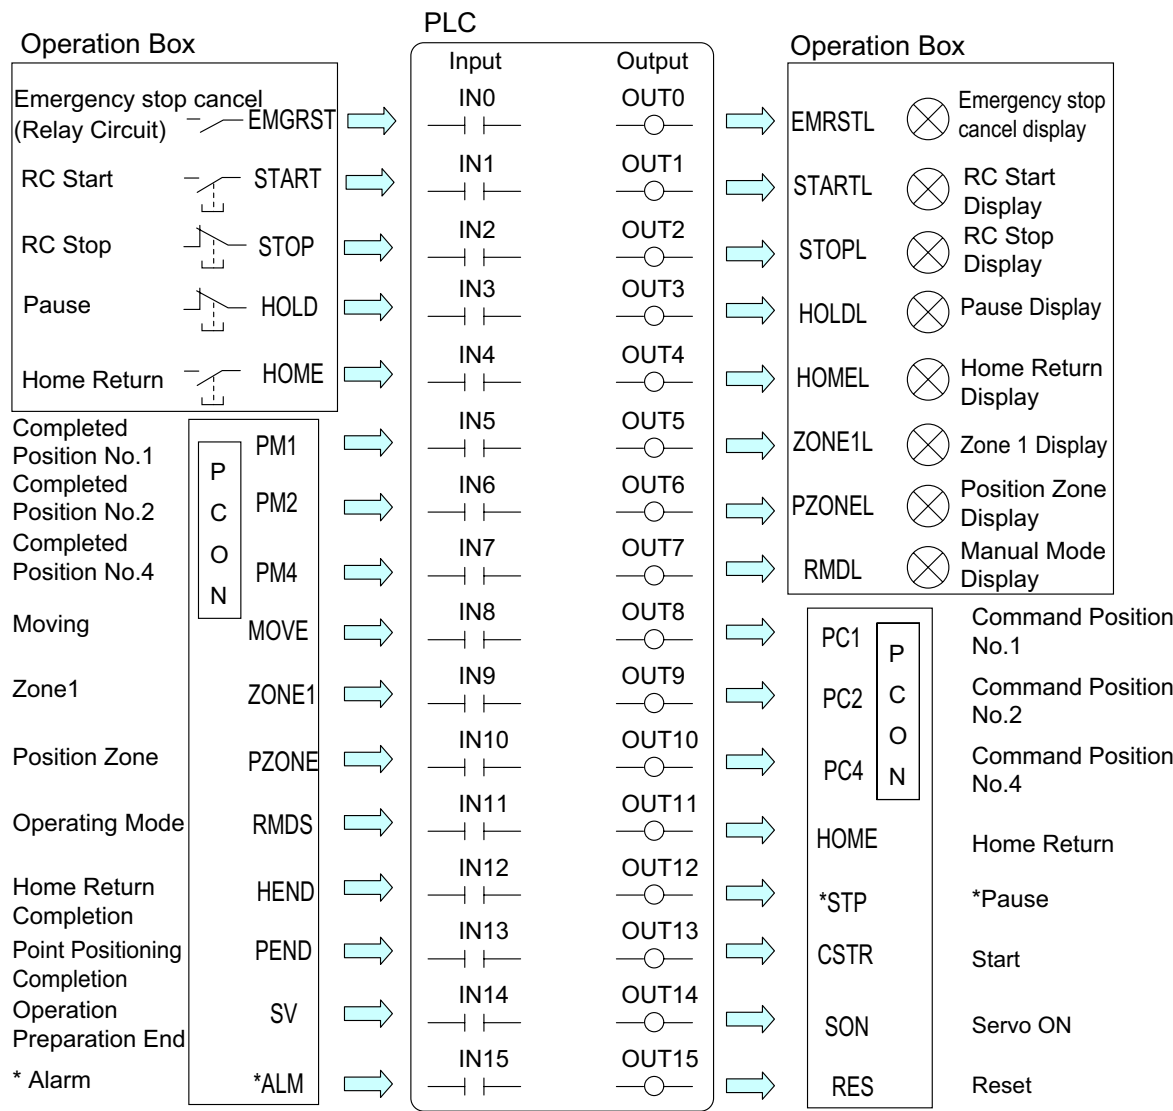 PLC
Operation Box
Operation Box
Input
Output
Emergency stop cancel
(Relay Circuit)
EMGRST
IN0
OUT0
EMRSTL
Emergency stop
cancel display
RC Start
START
IN1
OUT1
STARTL
RC Start
Display
RC Stop
STOP
IN2
OUT2
STOPL
RC Stop
Display
Pause
HOLD
IN3
OUT3
HOLDL
Pause Display
Home Return
HOME
IN4
OUT4
HOMEL
Home Return
Display
Completed
Position No.1
PCON
PM1
IN5
OUT5
ZONE1L
Zone 1 Display
Completed
Position No.2
PM2
IN6
OUT6
PZONEL
Position Zone
Display
Completed
Position No.4
PM4
IN7
OUT7
RMDL
Manual Mode
Display
Moving
MOVE
IN8
OUT8
PC1
PCON
Command Position
No.1
Zone1
ZONE1
IN9
OUT9
PC2
Command Position
No.2
Position Zone
PZONE
IN10
OUT10
PC4
Command Position
No.4
Operating Mode
RMDS
IN11
OUT11
HOME
Home Return
Home Return
Completion
HEND
IN12
OUT12
*STP
*Pause
Point Positioning
Completion
PEND
IN13
OUT13
CSTR
Start
Operation
Preparation End
SV
IN14
OUT14
SON
Servo ON
* Alarm
*ALM
IN15
OUT15
RES
Reset